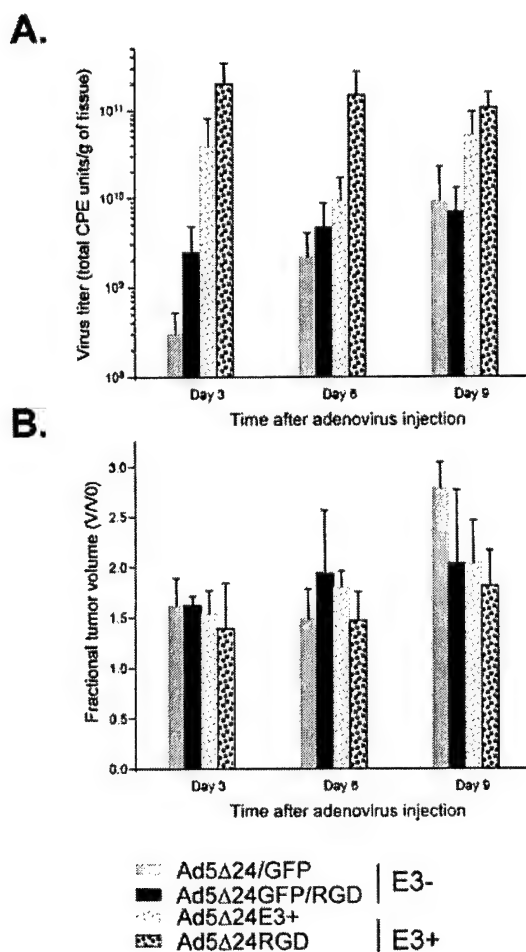 A.
Virus titer (total CPE units/g of tissue)
10¹¹
10¹⁰
10⁹
10⁸
Day 3
Day 6
Day 9
Time after adenovirus injection
B.
Fractional tumor volume (V/V0)
3.0
2.5
2.0
1.5
1.0
0.5
0.0
Day 3
Day 6
Day 9
Time after adenovirus injection
Ad5Δ24/GFP
Ad5Δ24GFP/RGD
E3-
Ad5Δ24E3+
Ad5Δ24RGD
E3+